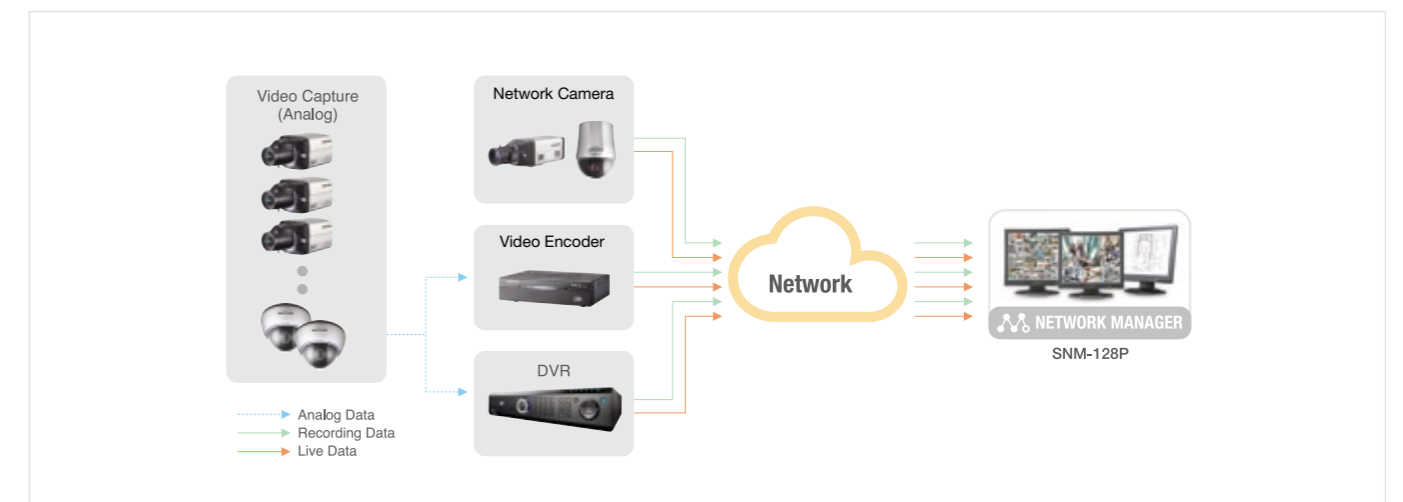 Video Capture
(Analog)
Network Camera
Video Encoder
DVR
Network
NETWORK MANAGER
SNM-128P
Analog Data
Recording Data
Live Data